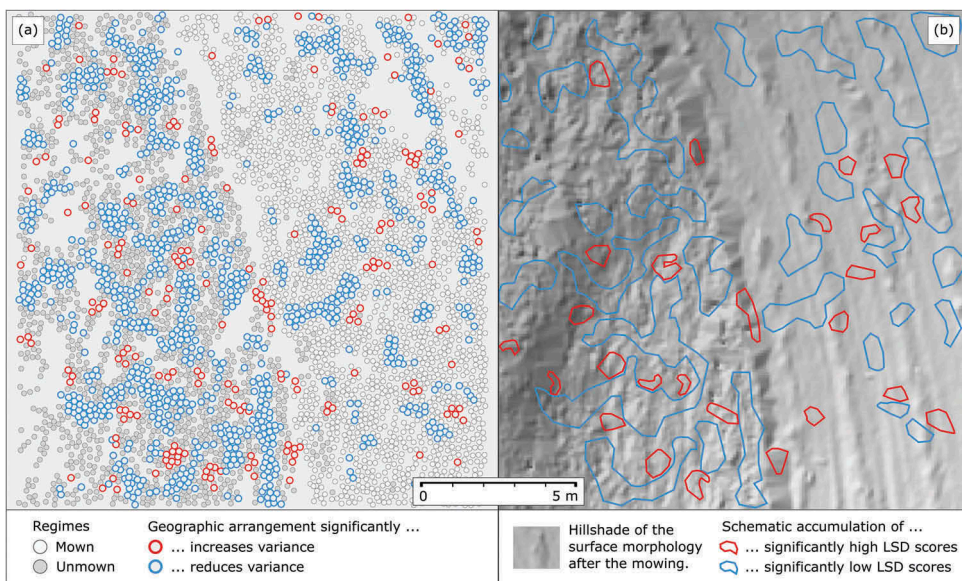 (a)
(b)
0 5 m
Regimes
Mown
Unmown
Geographic arrangement significantly ...
... increases variance
... reduces variance
Hillshade of the
surface morphology
after the mowing.
Schematic accumulation of ...
... significantly high LSD scores
... significantly low LSD scores